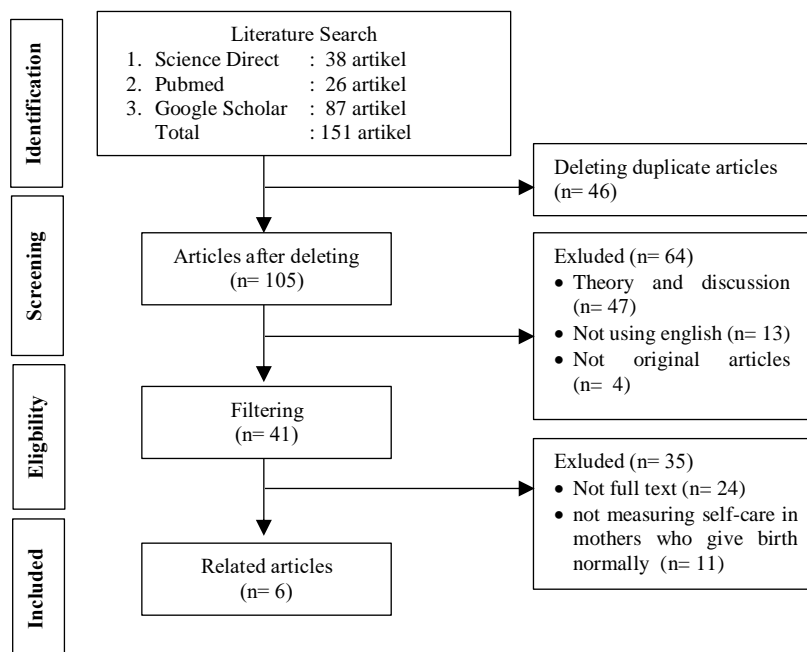 Identification
Literature Search
1. Science Direct : 38 artikel
2. Pubmed : 26 artikel
3. Google Scholar : 87 artikel
Total : 151 artikel
Deleting duplicate articles
(n= 46)
Screening
Articles after deleting
(n= 105)
Exluded (n= 64)
• Theory and discussion
(n= 47)
• Not using english (n= 13)
• Not original articles
(n= 4)
Eligbility
Filtering
(n= 41)
Exluded (n= 35)
• Not full text (n= 24)
• not measuring self-care in
mothers who give birth
normally (n= 11)
Included
Related articles
(n= 6)